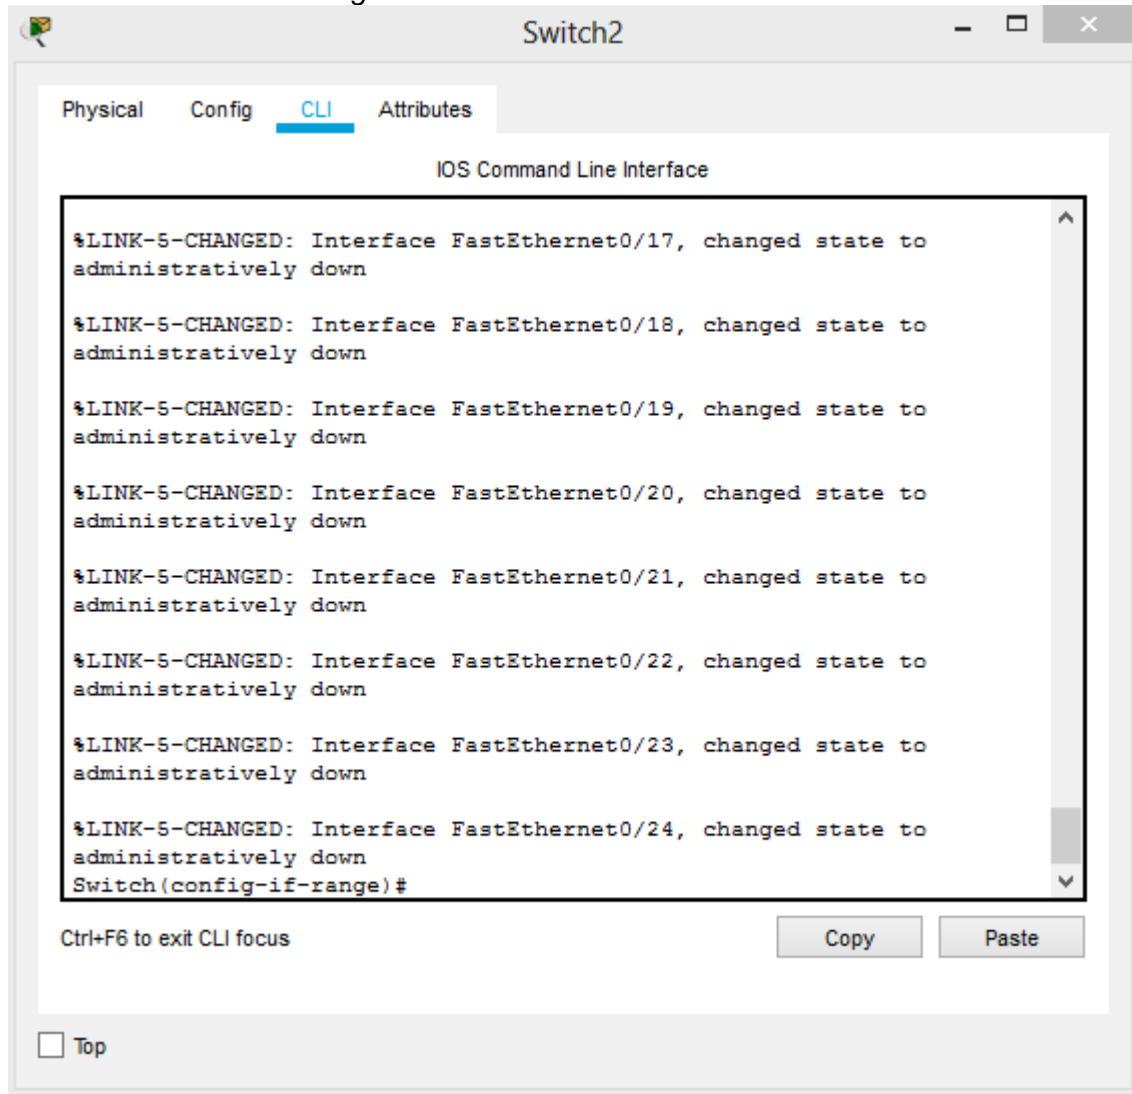 Switch2
Physical Config CLI Attributes
IOS Command Line Interface
%LINK-5-CHANGED: Interface FastEthernet0/17, changed state to
administratively down
%LINK-5-CHANGED: Interface FastEthernet0/18, changed state to
administratively down
%LINK-5-CHANGED: Interface FastEthernet0/19, changed state to
administratively down
%LINK-5-CHANGED: Interface FastEthernet0/20, changed state to
administratively down
%LINK-5-CHANGED: Interface FastEthernet0/21, changed state to
administratively down
%LINK-5-CHANGED: Interface FastEthernet0/22, changed state to
administratively down
%LINK-5-CHANGED: Interface FastEthernet0/23, changed state to
administratively down
%LINK-5-CHANGED: Interface FastEthernet0/24, changed state to
administratively down
Switch(config-if-range)#
Ctrl+F6 to exit CLI focus
Copy Paste
Top